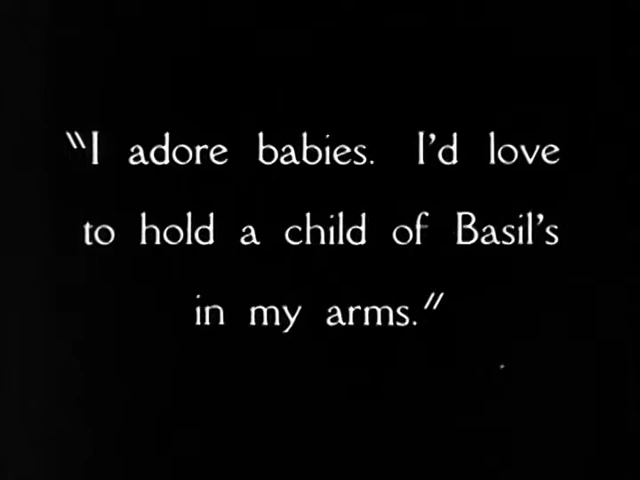 "I adore babies. I'd love
to hold a child of Basil's
in my arms."